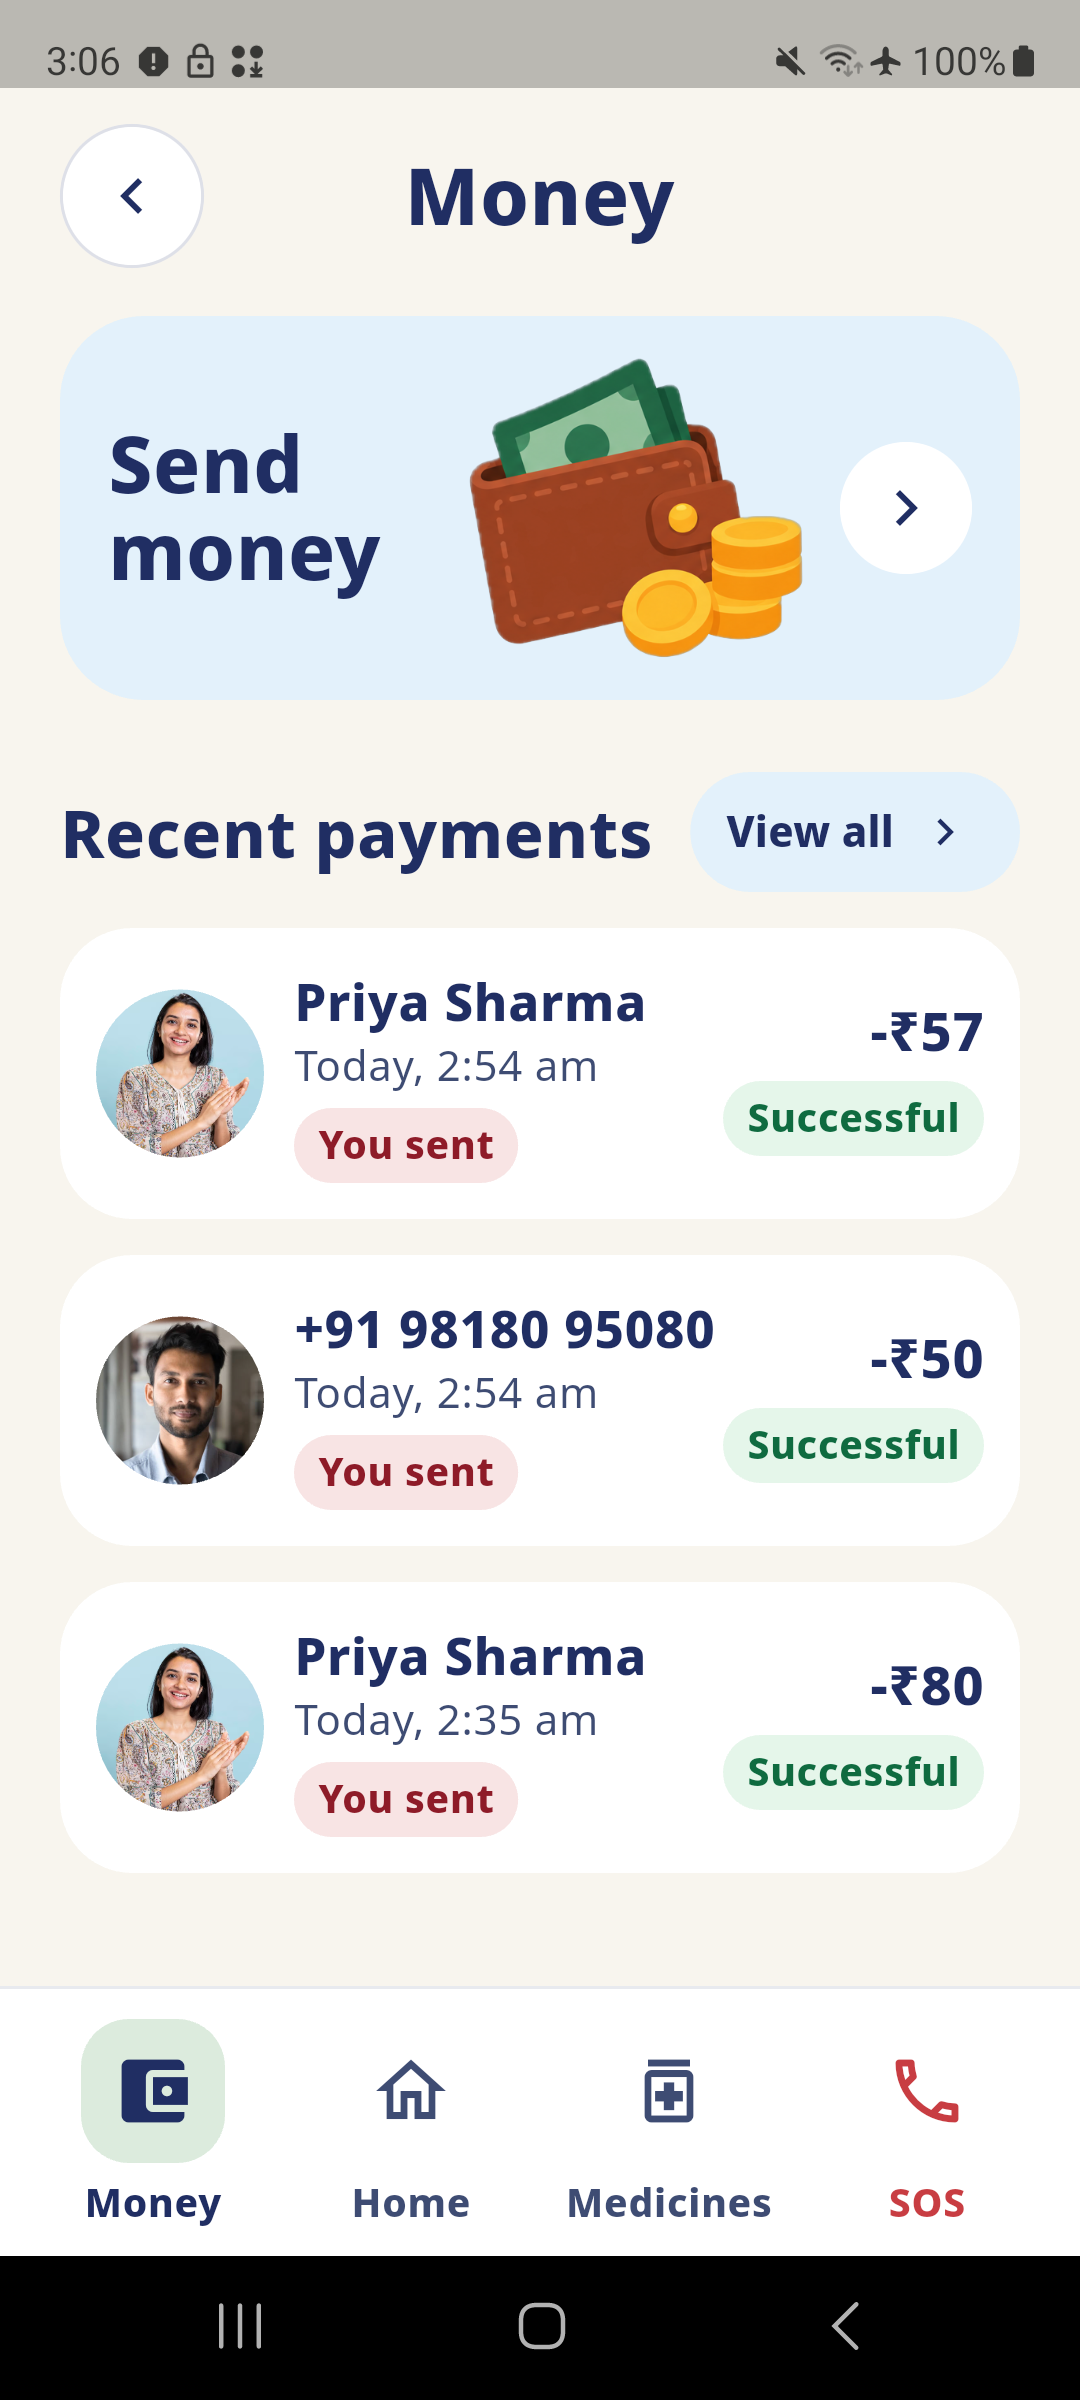 3:06
100%
Money
Send
money
Recent payments
View all
Priya Sharma
Today, 2:54 am
You sent
-₹57
Successful
+91 98180 95080
Today, 2:54 am
You sent
-₹50
Successful
Priya Sharma
Today, 2:35 am
You sent
-₹80
Successful
Money
Home
Medicines
SOS